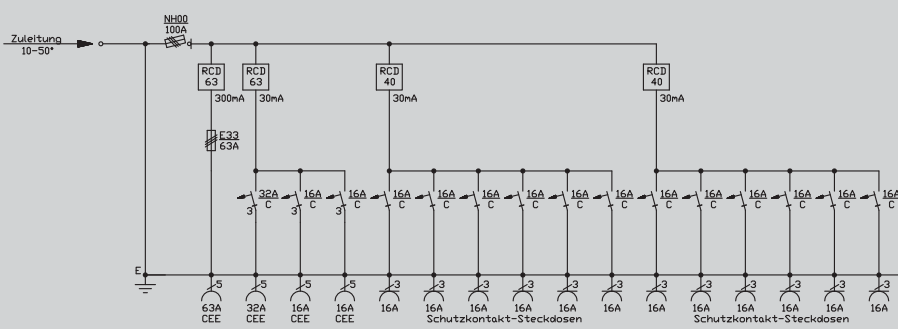 NH00
100A
Zuleitung
10-50°
RCD
63
300mA
RCD
63
30mA
RCD
40
30mA
RCD
40
30mA
E33
63A
32A
C
3
16A
C
3
16A
C
3
16A
C
16A
C
16A
C
16A
C
16A
C
16A
C
16A
C
16A
C
16A
C
16A
C
16A
C
16A
C
E
5 5 5 5 3 3 3 3 3 3 3 3 3 3 3 3
63A 32A 16A 16A 16A 16A 16A 16A 16A 16A 16A 16A 16A 16A 16A 16A
CEE CEE CEE CEE Schutzkontakt-Steckdosen Schutzkontakt-Steckdosen